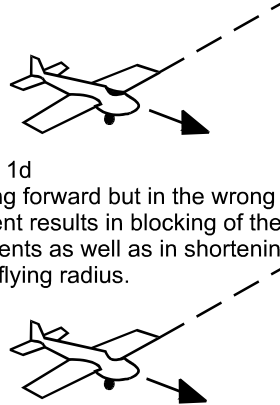 1d
ng forward but in the wrong
ent results in blocking of the
ents as well as in shortenin
flying radius.